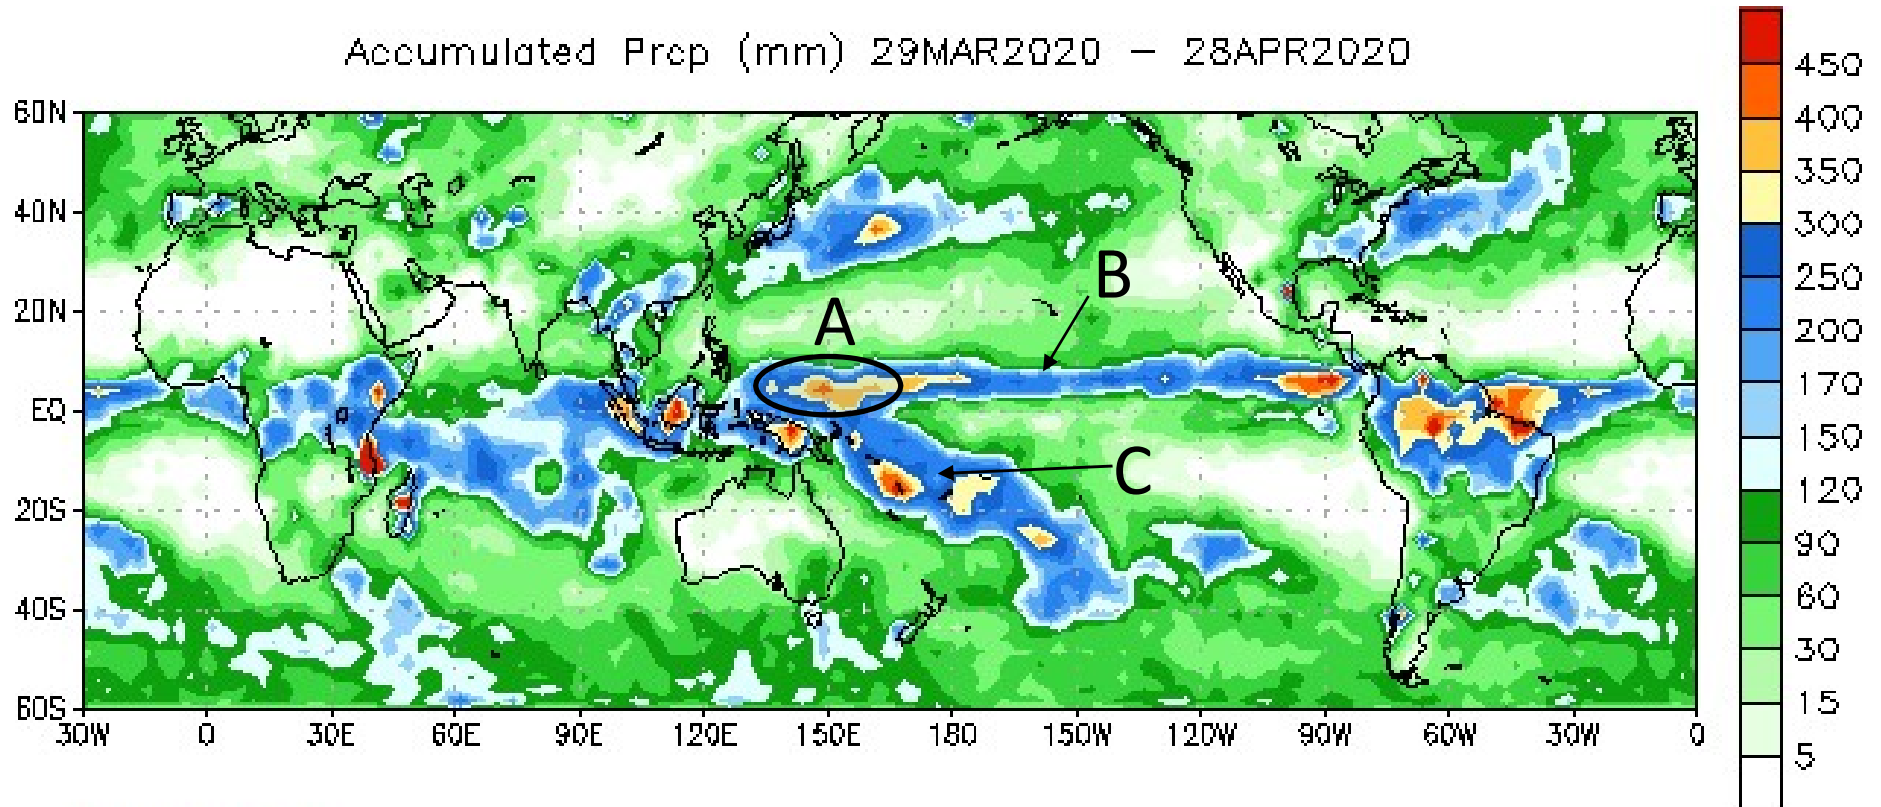 Accumulated Prcp (mm) 29MAR2020 – 28APR2020
60N
40N
20N
EQ
20S
40S
60S
30W 0 30E 60E 90E 120E 150E 180 150W 120W 90W 60W 30W 0
A
B
C
450
400
350
300
250
200
170
150
120
90
60
30
15
5